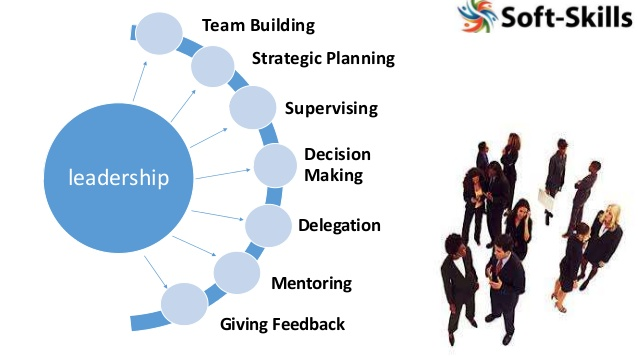 Soft-Skills
Team Building
Strategic Planning
Supervising
leadership
Decision
Making
Delegation
Mentoring
Giving Feedback